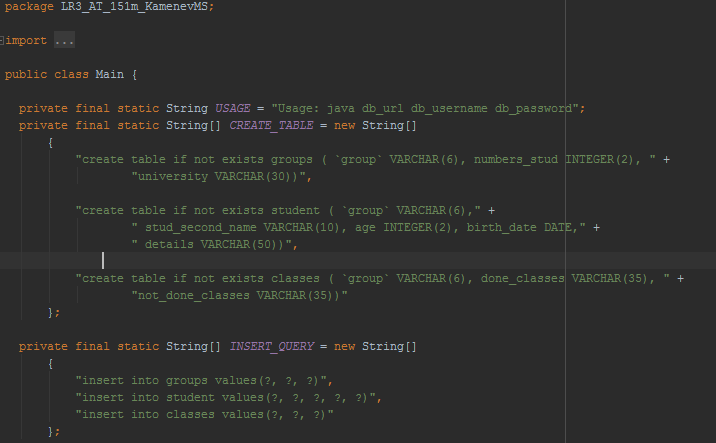 package LR3_AT_151m_KamenevMS;
import ...
public class Main {
private final static String USAGE = "Usage: java db_url db_username db_password";
private final static String[] CREATE_TABLE = new String[]
{
"create table if not exists groups ( `group` VARCHAR(6), numbers_stud INTEGER(2), " +
"university VARCHAR(30))",
"create table if not exists student ( `group` VARCHAR(6)," +
" stud_second_name VARCHAR(10), age INTEGER(2), birth_date DATE," +
" details VARCHAR(50))",
"create table if not exists classes ( `group` VARCHAR(6), done_classes VARCHAR(35), " +
"not_done_classes VARCHAR(35))"
};
private final static String[] INSERT_QUERY = new String[]
{
"insert into groups values(?, ?, ?)",
"insert into student values(?, ?, ?, ?, ?)",
"insert into classes values(?, ?, ?)"
};